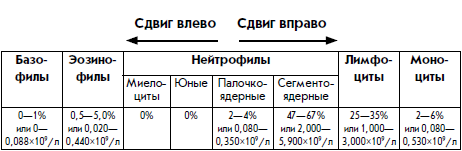 Сдвиг влево Сдвиг вправо
Базо-
филы
Эозино-
филы
Нейтрофилы
Миело-
циты
Юные
Палочко-
ядерные
Сегменто-
ядерные
Лимфо-
циты
Моно-
циты
0—1%
или 0—
0,088×10⁹/л
0,5—5,0%
или 0,020—
0,440×10⁹/л
0%
0%
2—4%
или 0,080—
0,350×10⁹/л
47—67%
или 2,000—
5,900×10⁹/л
25—35%
или 1,000—
3,000×10⁹/л
2—6%
или 0,080—
0,530×10⁹/л